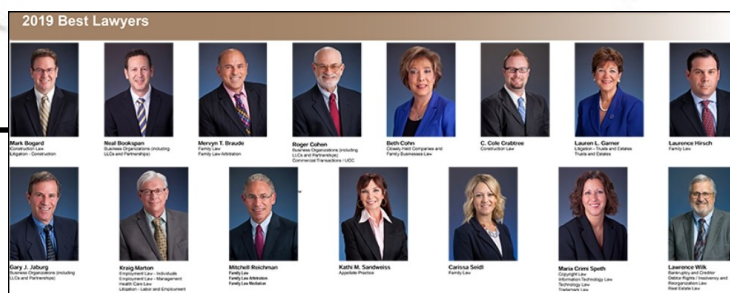 2019 Best Lawyers
Mark Bogard
Construction Law
Litigation - Construction
Neal Bookspan
Business Organizations (including
LLCs and Partnerships)
Mervyn T. Braude
Family Law
Family Law Arbitration
Roger Cohen
Business Organizations (including
LLCs and Partnerships)
Commercial Transactions / UCC
Beth Cohn
Closely Held Companies and
Family Businesses Law
C. Cole Crabtree
Construction Law
Lauren L. Garner
Litigation - Trusts and Estates
Trusts and Estates
Laurence Hirsch
Family Law
Gary J. Jaburg
Business Organizations (including
LLCs and Partnerships)
Kraig Marton
Employment Law - Individuals
Employment Law - Management
Health Care Law
Litigation - Labor and Employment
Mitchell Reichman
Family Law
Family Law Arbitration
Family Law Mediation
Kathi M. Sandweiss
Appellate Practice
Carissa Seidl
Family Law
Maria Crimi Speth
Copyright Law
Information Technology Law
Technology Law
Trademark Law
Lawrence Wilk
Bankruptcy and Creditor
Debtor Rights / Insolvency and
Reorganization Law
Real Estate Law